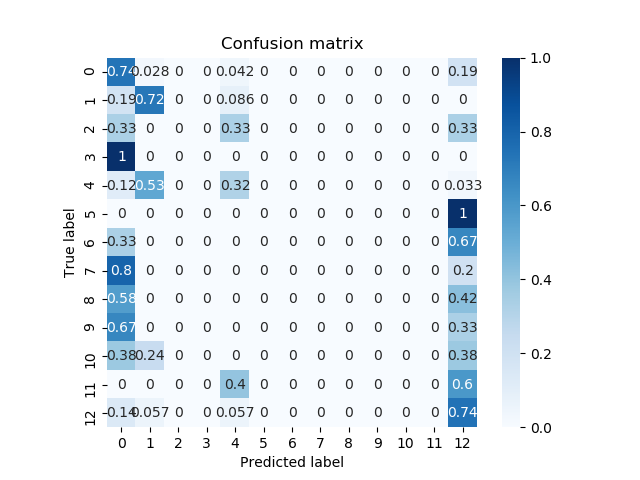 Confusion matrix
0 0.74 0.028 0 0 0.042 0 0 0 0 0 0 0 0.19
1 0.19 0.72 0 0 0.086 0 0 0 0 0 0 0 0
2 0.33 0 0 0 0.33 0 0 0 0 0 0 0 0.33
3 1 0 0 0 0 0 0 0 0 0 0 0 0
4 0.12 0.53 0 0 0.32 0 0 0 0 0 0 0 0.033
5 0 0 0 0 0 0 0 0 0 0 0 0 1
6 0.33 0 0 0 0 0 0 0 0 0 0 0 0.67
7 0.8 0 0 0 0 0 0 0 0 0 0 0 0.2
8 0.58 0 0 0 0 0 0 0 0 0 0 0 0.42
9 0.67 0 0 0 0 0 0 0 0 0 0 0 0.33
10 0.38 0.24 0 0 0 0 0 0 0 0 0 0 0.38
11 0 0 0 0 0.4 0 0 0 0 0 0 0 0.6
12 0.14 0.057 0 0 0.057 0 0 0 0 0 0 0 0.74
0 1 2 3 4 5 6 7 8 9 10 11 12
Predicted label
True label
1.0
0.8
0.6
0.4
0.2
0.0